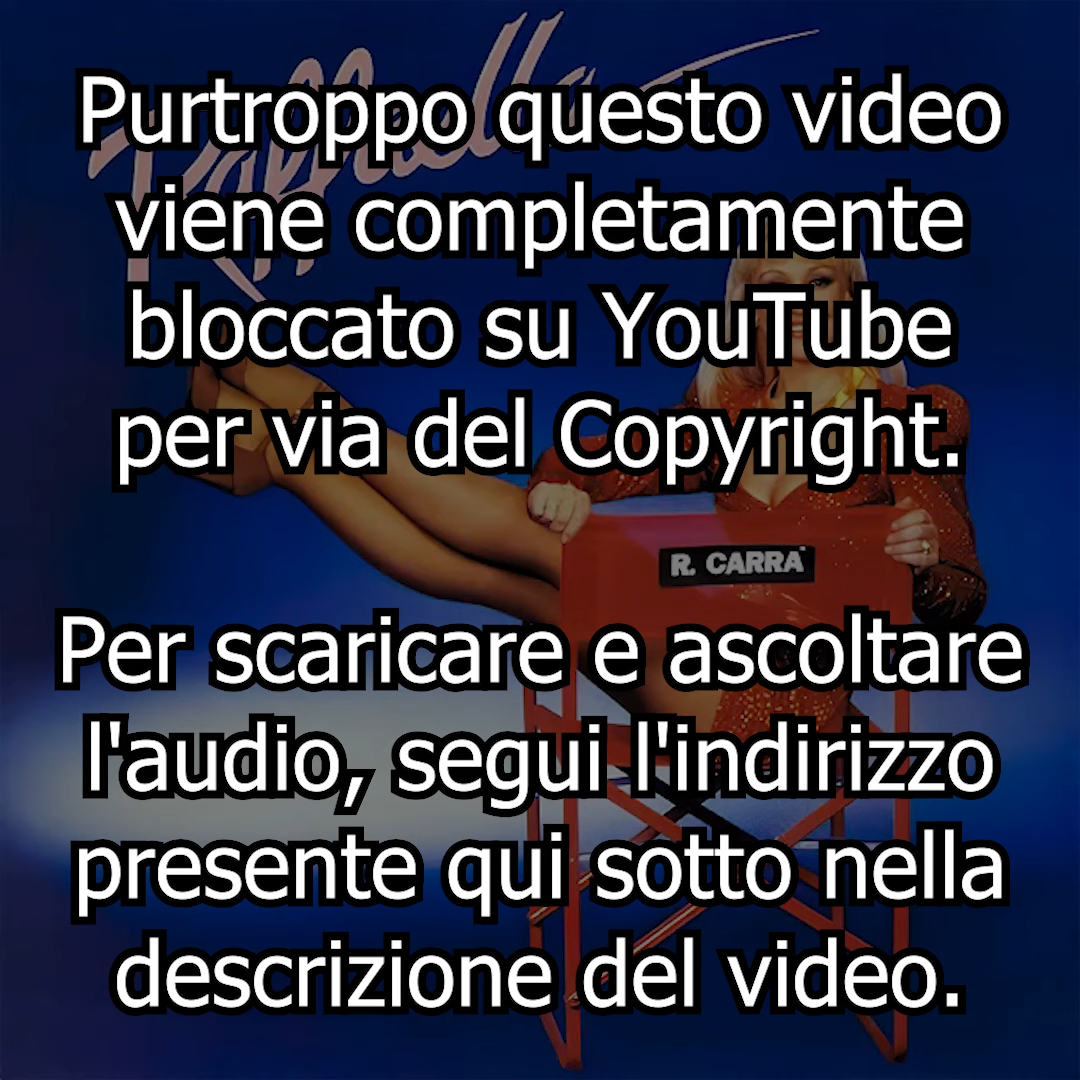 Raffaella
Purtroppo questo video
viene completamente
bloccato su YouTube
per via del Copyright.
R. CARRA'
Per scaricare e ascoltare
l'audio, segui l'indirizzo
presente qui sotto nella
descrizione del video.